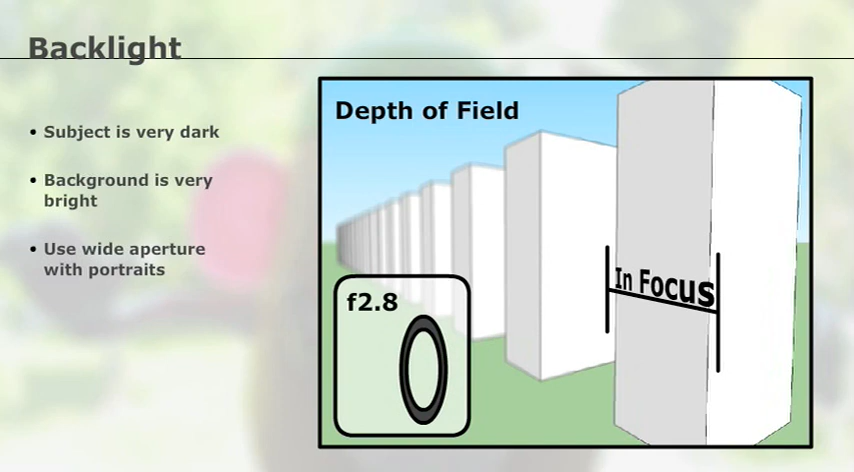 Backlight
• Subject is very dark
• Background is very
bright
• Use wide aperture
with portraits
Depth of Field
In Focus
f2.8